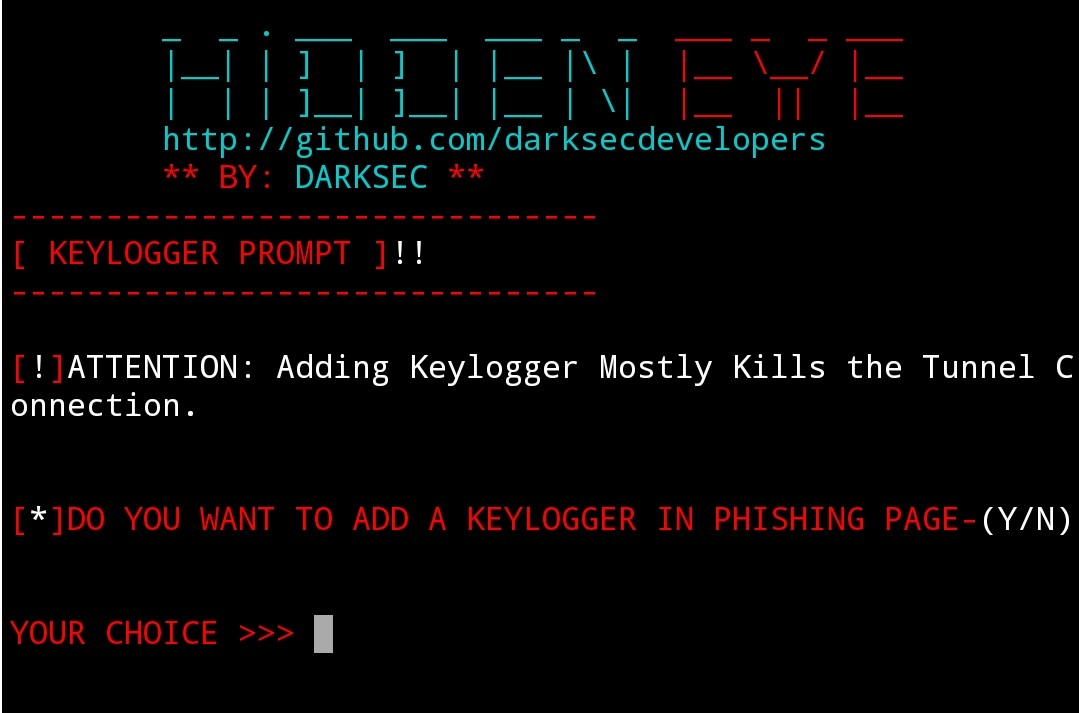 HiDDEN EYE
http://github.com/darksecdevelopers
** BY: DARKSEC **
-------------------------------
[ KEYLOGGER PROMPT ]!!
-------------------------------
[!]ATTENTION: Adding Keylogger Mostly Kills the Tunnel C
onnection.
[*]DO YOU WANT TO ADD A KEYLOGGER IN PHISHING PAGE-(Y/N)
YOUR CHOICE >>>